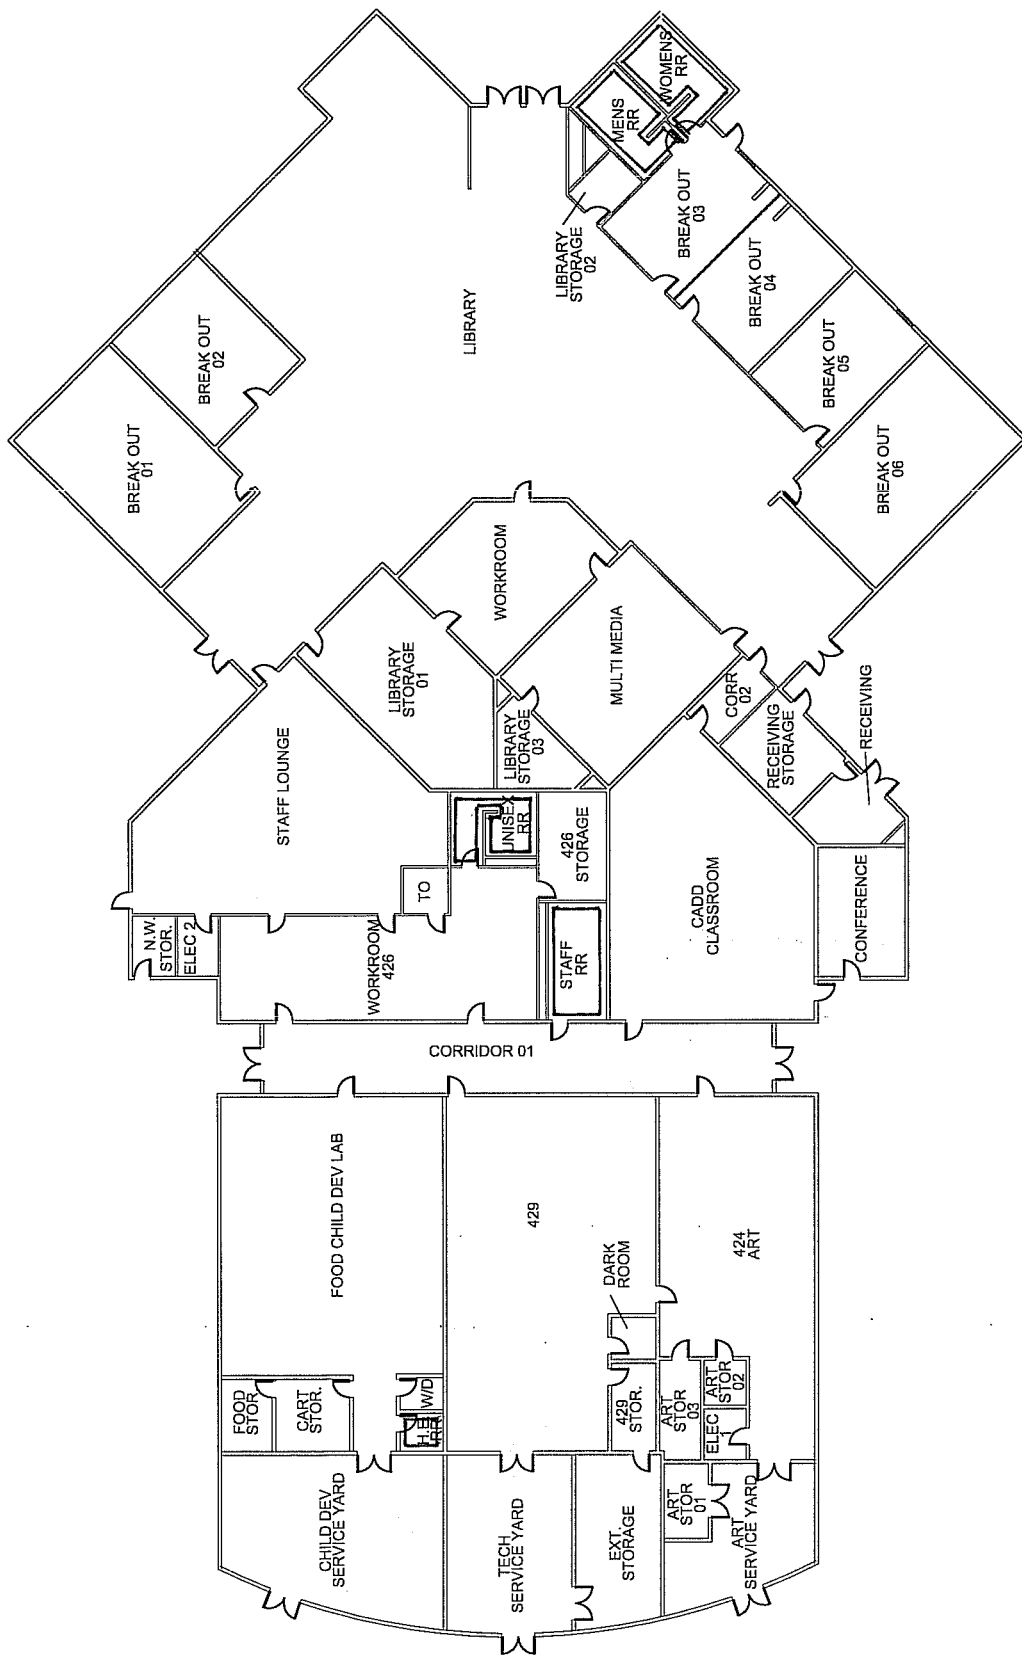 WOMENS
RR
MENS
RR
BREAK OUT
03
LIBRARY
STORAGE
02
BREAK OUT
04
LIBRARY
BREAK OUT
02
BREAK OUT
05
BREAK OUT
01
BREAK OUT
06
WORKROOM
MULTI MEDIA
LIBRARY
STORAGE
01
CORR
02
RECEIVING
LIBRARY
STORAGE
03
RECEIVING
STORAGE
STAFF LOUNGE
UNISEX
RR
426
STORAGE
TO
CADD
CLASSROOM
CONFERENCE
N.W.
STOR.
ELEC 2
WORKROOM
426
STAFF
RR
CORRIDOR 01
FOOD CHILD DEV LAB
429
424
ART
DARK
ROOM
FOOD
STOR
CART
STOR.
W/D
H.E
RR
429
STOR.
ART
STOR
03
ART
STOR
02
ELEC
1
CHILD DEV
SERVICE YARD
TECH
SERVICE YARD
EXT.
STORAGE
ART
STOR
01
ART
SERVICE YARD